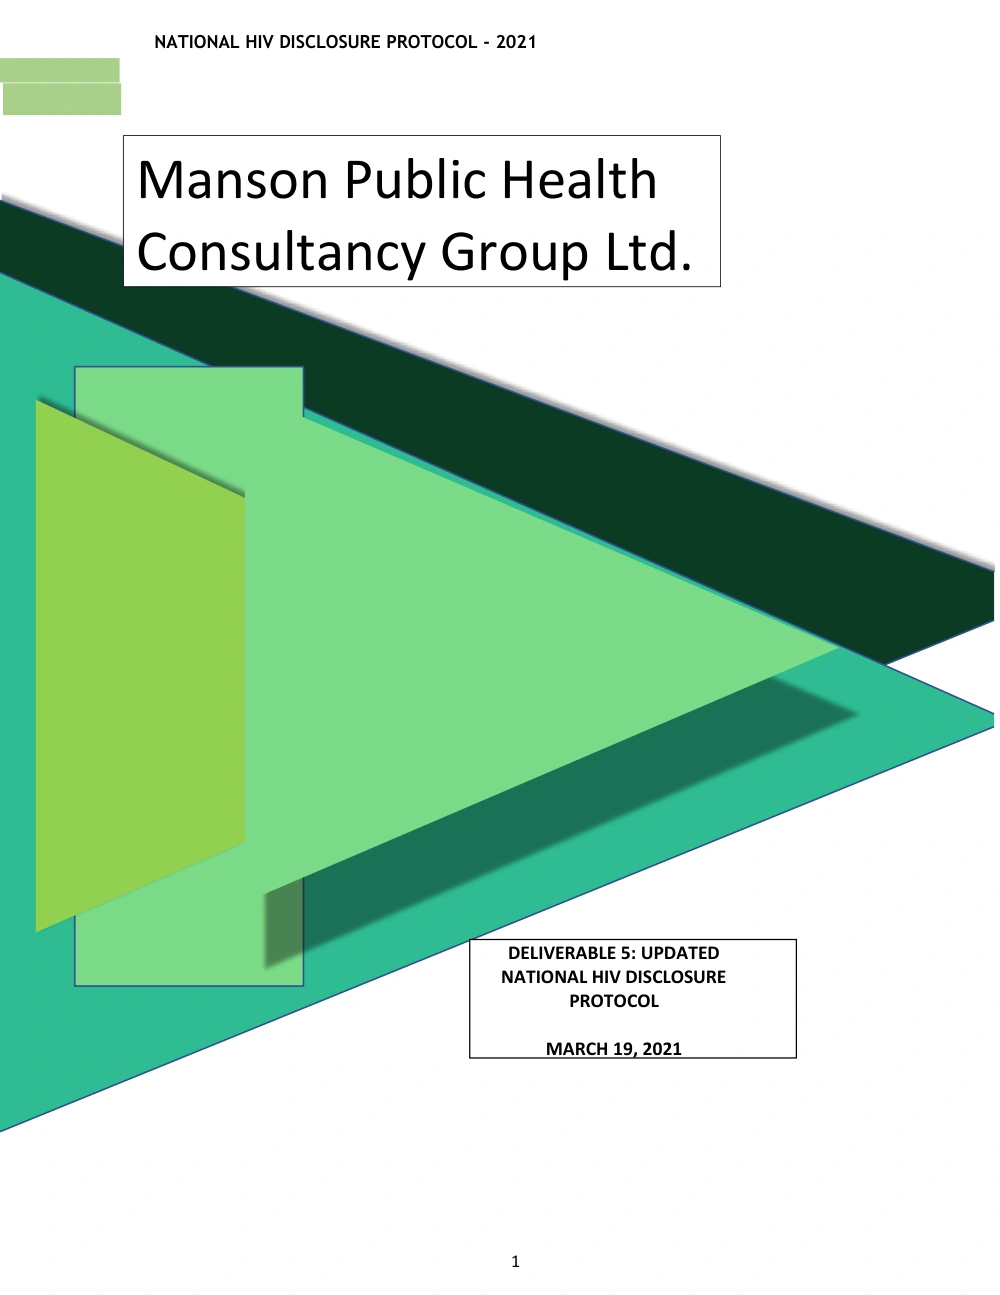 NATIONAL HIV DISCLOSURE PROTOCOL - 2021
Manson Public Health
Consultancy Group Ltd.
DELIVERABLE 5: UPDATED
NATIONAL HIV DISCLOSURE
PROTOCOL
MARCH 19, 2021
1